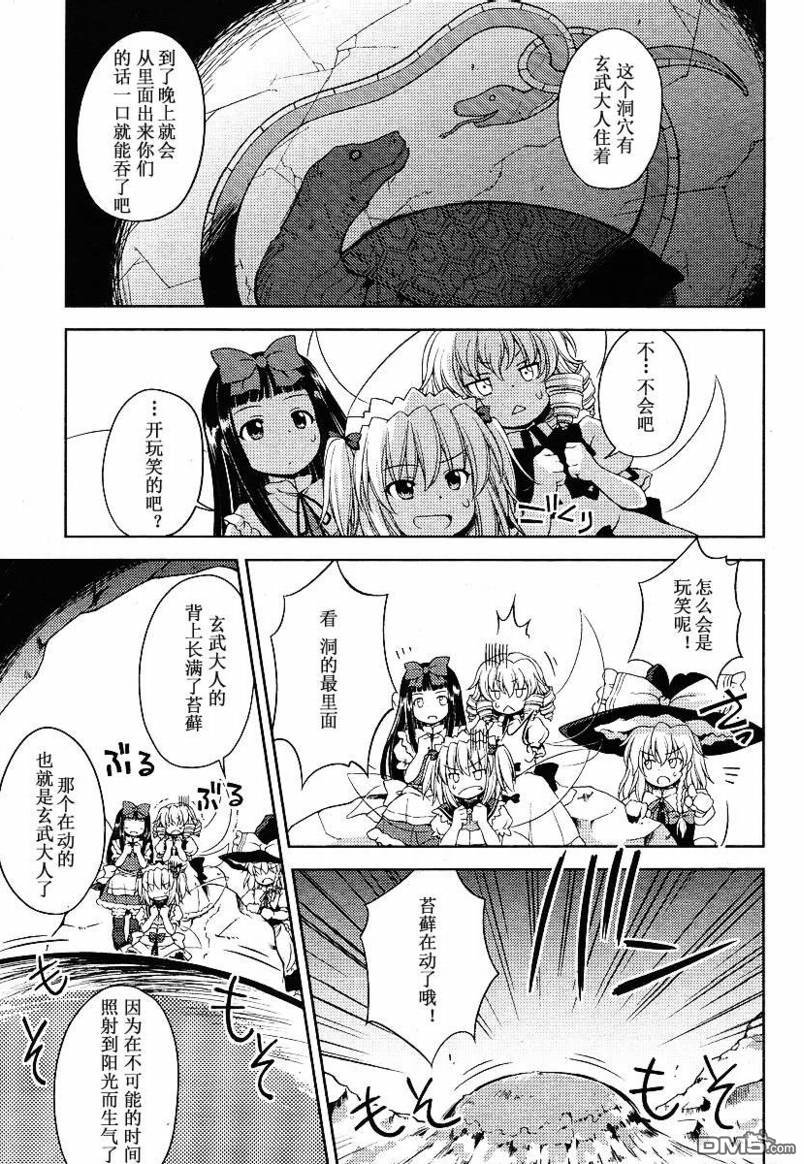 这个洞穴有
玄武大人住着
到了晚上就会
从里面出来你们
的话一口就能吞了吧
不…不会吧
…开玩笑的吧？
ごくり
怎么会是
玩笑呢！
看 洞的最里面
苔藓在动了哦！
玄武大人的
背上长满了苔藓
ぶる
ぶる
那个在动的
也就是玄武大人了
もそ
もそ
因为在不可能的时间
照射到阳光而生气了
DM5